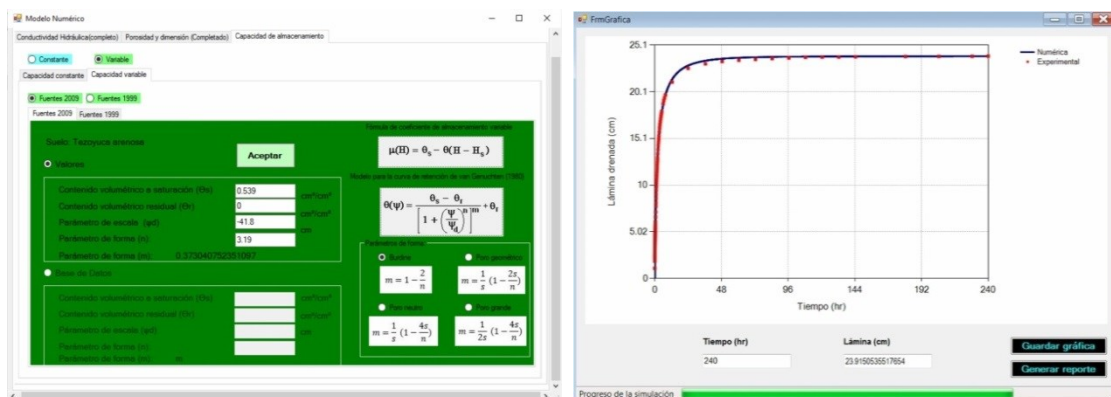 Modelo Numérico
Conductividad Hidráulica(completo) Porosidad y dimensión (Completado) Capacidad de almacenamiento
Constante Variable
Capacidad constante Capacidad variable
Fuentes 2009 Fuentes 1999
Fuentes 2009 Fuentes 1999
Suelo: Tezoyuca arenosa
Aceptar
Valores
Contenido volumétrico a saturación (Θs) 0.539 cm³/cm³
Contenido volumétrico residual (Θr) 0 cm³/cm³
Parámetro de escala (ψd) -41.8 cm
Parámetro de forma (n) 3.19
Parámetro de forma (m): 0.373040752351097
Base de Datos
Contenido volumétrico a saturación (Θs) cm³/cm³
Contenido volumétrico residual (Θr) cm³/cm³
Párametro de escala (ψd) cm
Parámetro de forma (n)
Parámetro de forma (m): m
Fórmula de coeficiente de almacenamiento variable
μ(H) = θs − θ(H − Hs)
Modelo para la curva de retención de van Genuchten (1980)
θ(ψ) = (θs − θr) / [1 + (ψ/ψd)^n]^m + θr
Parámetros de forma:
Burdine Poro geométrico
m = 1 − 2/n m = 1/s (1 − 2s/n)
Poro neutro Poro grande
m = 1/s (1 − 4s/n) m = 1/2s (1 − 4s/n)
FrmGrafica
Lámina drenada (cm)
25.1
20.1
15.1
10
5.02
0
0 48 96 144 192 240
Tiempo (hr)
Numérica
Experimental
Tiempo (hr) Lámina (cm)
240 23.9150535517654
Guardar gráfica
Generar reporte
Progreso de la simulación